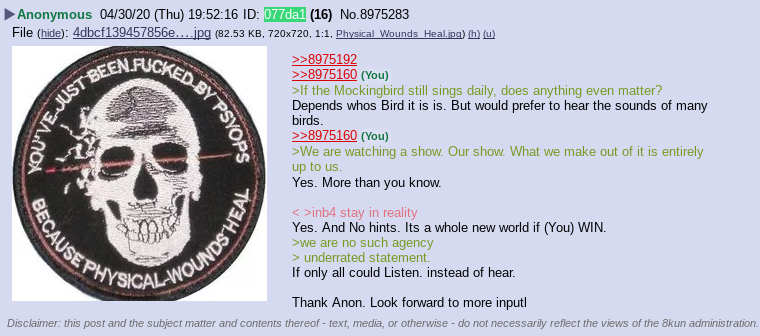 ▶Anonymous 04/30/20 (Thu) 19:52:16 ID: 077da1 (16) No.8975283
File (hide): 4dbcf139457856e….jpg (82.53 KB, 720x720, 1:1, Physical_Wounds_Heal.jpg) (h) (u)
YOU'VE JUST BEEN FUCKED BY PSYOPS
BECAUSE PHYSICAL WOUNDS HEAL
>>8975192
>>8975160 (You)
>If the Mockingbird still sings daily, does anything even matter?
Depends whos Bird it is is. But would prefer to hear the sounds of many
birds.
>>8975160 (You)
>We are watching a show. Our show. What we make out of it is entirely
up to us.
Yes. More than you know.
< >inb4 stay in reality
Yes. And No hints. Its a whole new world if (You) WIN.
>we are no such agency
> underrated statement.
If only all could Listen. instead of hear.
Thank Anon. Look forward to more inputl
Disclaimer: this post and the subject matter and contents thereof - text, media, or otherwise - do not necessarily reflect the views of the 8kun administration.